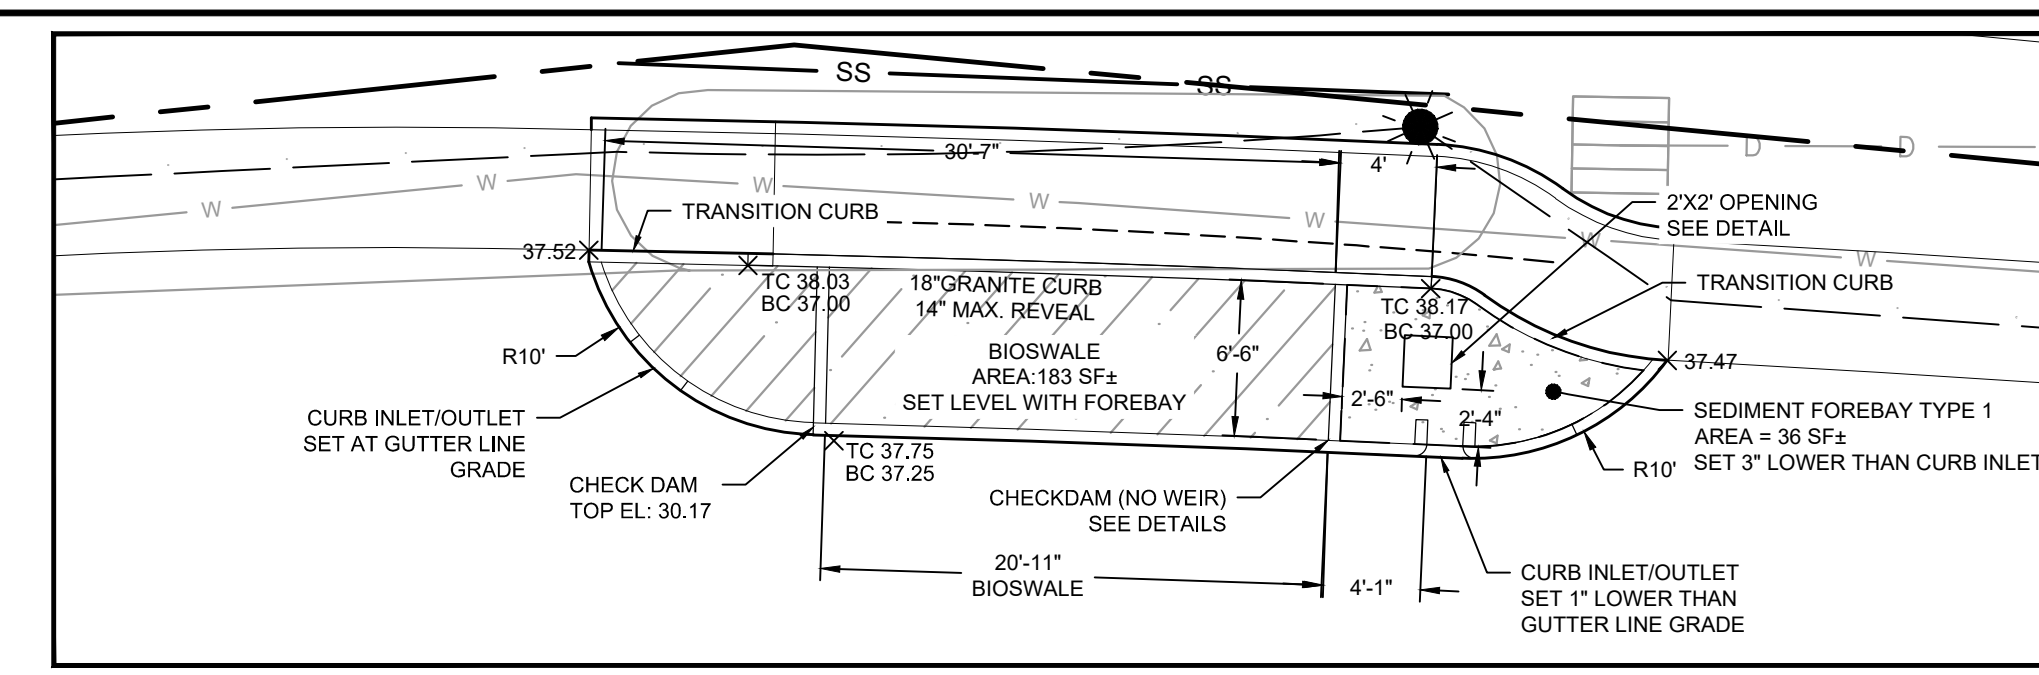 SS
SS
30'-7"
4'
D
D
W
W
W
W
W
W
W
TRANSITION CURB
2'X2' OPENING
SEE DETAIL
37.52
TC 38.03
BC 37.00
18"GRANITE CURB
14" MAX. REVEAL
TC 38.17
BC 37.00
TRANSITION CURB
R10'
BIOSWALE
AREA:183 SF±
SET LEVEL WITH FOREBAY
6'-6"
37.47
2'-6"
2'-4"
CURB INLET/OUTLET
SET AT GUTTER LINE
GRADE
SEDIMENT FOREBAY TYPE 1
AREA = 36 SF±
SET 3" LOWER THAN CURB INLET
R10'
TC 37.75
BC 37.25
CHECK DAM
TOP EL: 30.17
CHECKDAM (NO WEIR)
SEE DETAILS
20'-11"
BIOSWALE
4'-1"
CURB INLET/OUTLET
SET 1" LOWER THAN
GUTTER LINE GRADE